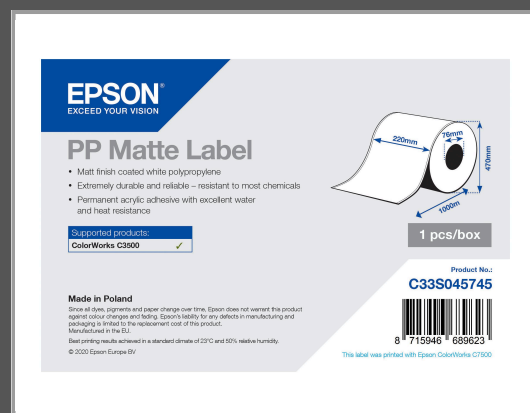 EPSON®
EXCEED YOUR VISION
PP Matte Label
• Matt finish coated white polypropylene
• Extremely durable and reliable – resistant to most chemicals
• Permanent acrylic adhesive with excellent water
and heat resistance
Supported products:
ColorWorks C3500 ✓
220mm
76mm
470mm
1000m
1 pcs/box
Product No.:
C33S045745
Made in Poland
Since all dyes, pigments and paper change over time, Epson does not warrant this product
against colour changes and fading. Epson's liability for any defects in manufacturing and
packaging is limited to the replacement cost of this product.
Manufactured in the EU.
Best printing results achieved in a standard climate of 23°C and 50% relative humidity.
© 2020 Epson Europe BV
8 715946 689623
This label was printed with Epson ColorWorks C7500